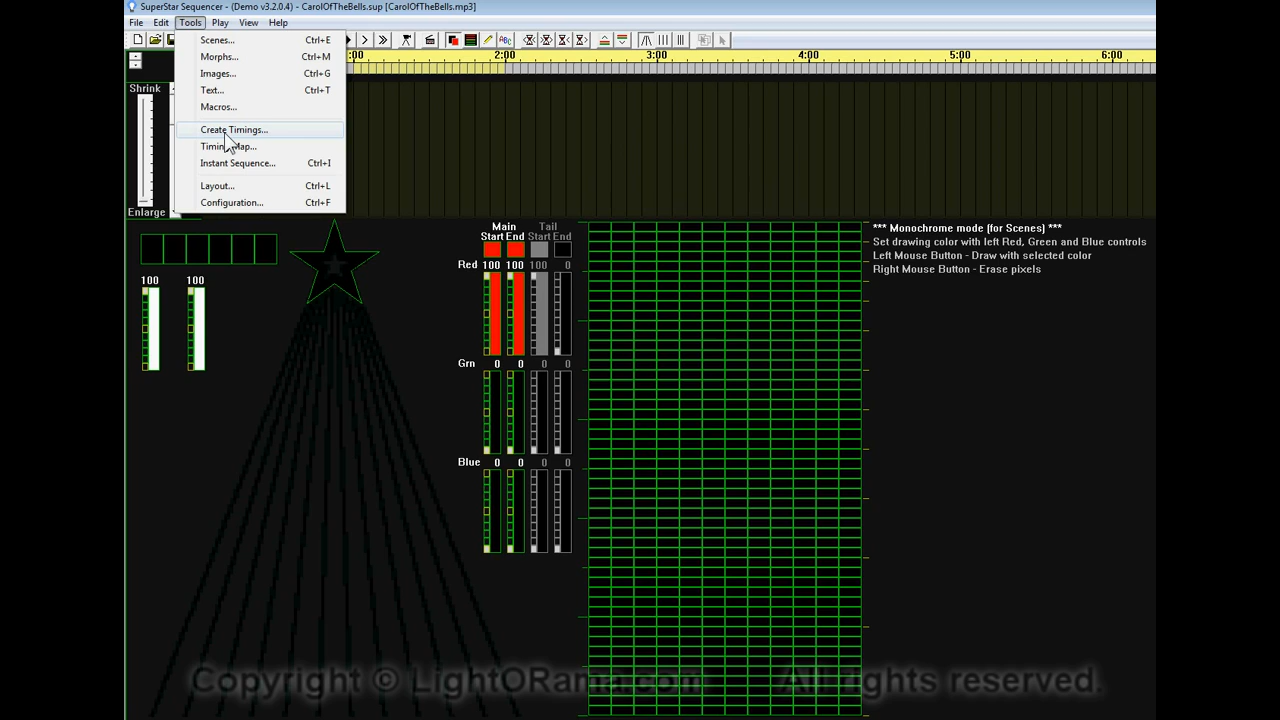 SuperStar Sequencer - (Demo v3.2.0.4) - CarolOfTheBells.sup [CarolOfTheBells.mp3]
File Edit Tools Play View Help
Scenes... Ctrl+E
Morphs... Ctrl+M
Images... Ctrl+G
Text... Ctrl+T
Macros...
Create Timings...
Timing Map...
Instant Sequence... Ctrl+I
Layout... Ctrl+L
Configuration... Ctrl+F
ABC
:00 2:00 3:00 4:00 5:00 6:00
Shrink
Enlarge
100 100
Main Tail
Start End Start End
Red 100 100 100 0
Grn 0 0 0 0
Blue 0 0 0 0
*** Monochrome mode (for Scenes) ***
Set drawing color with left Red, Green and Blue controls
Left Mouse Button - Draw with selected color
Right Mouse Button - Erase pixels
Copyright © LightORama.com All rights reserved.